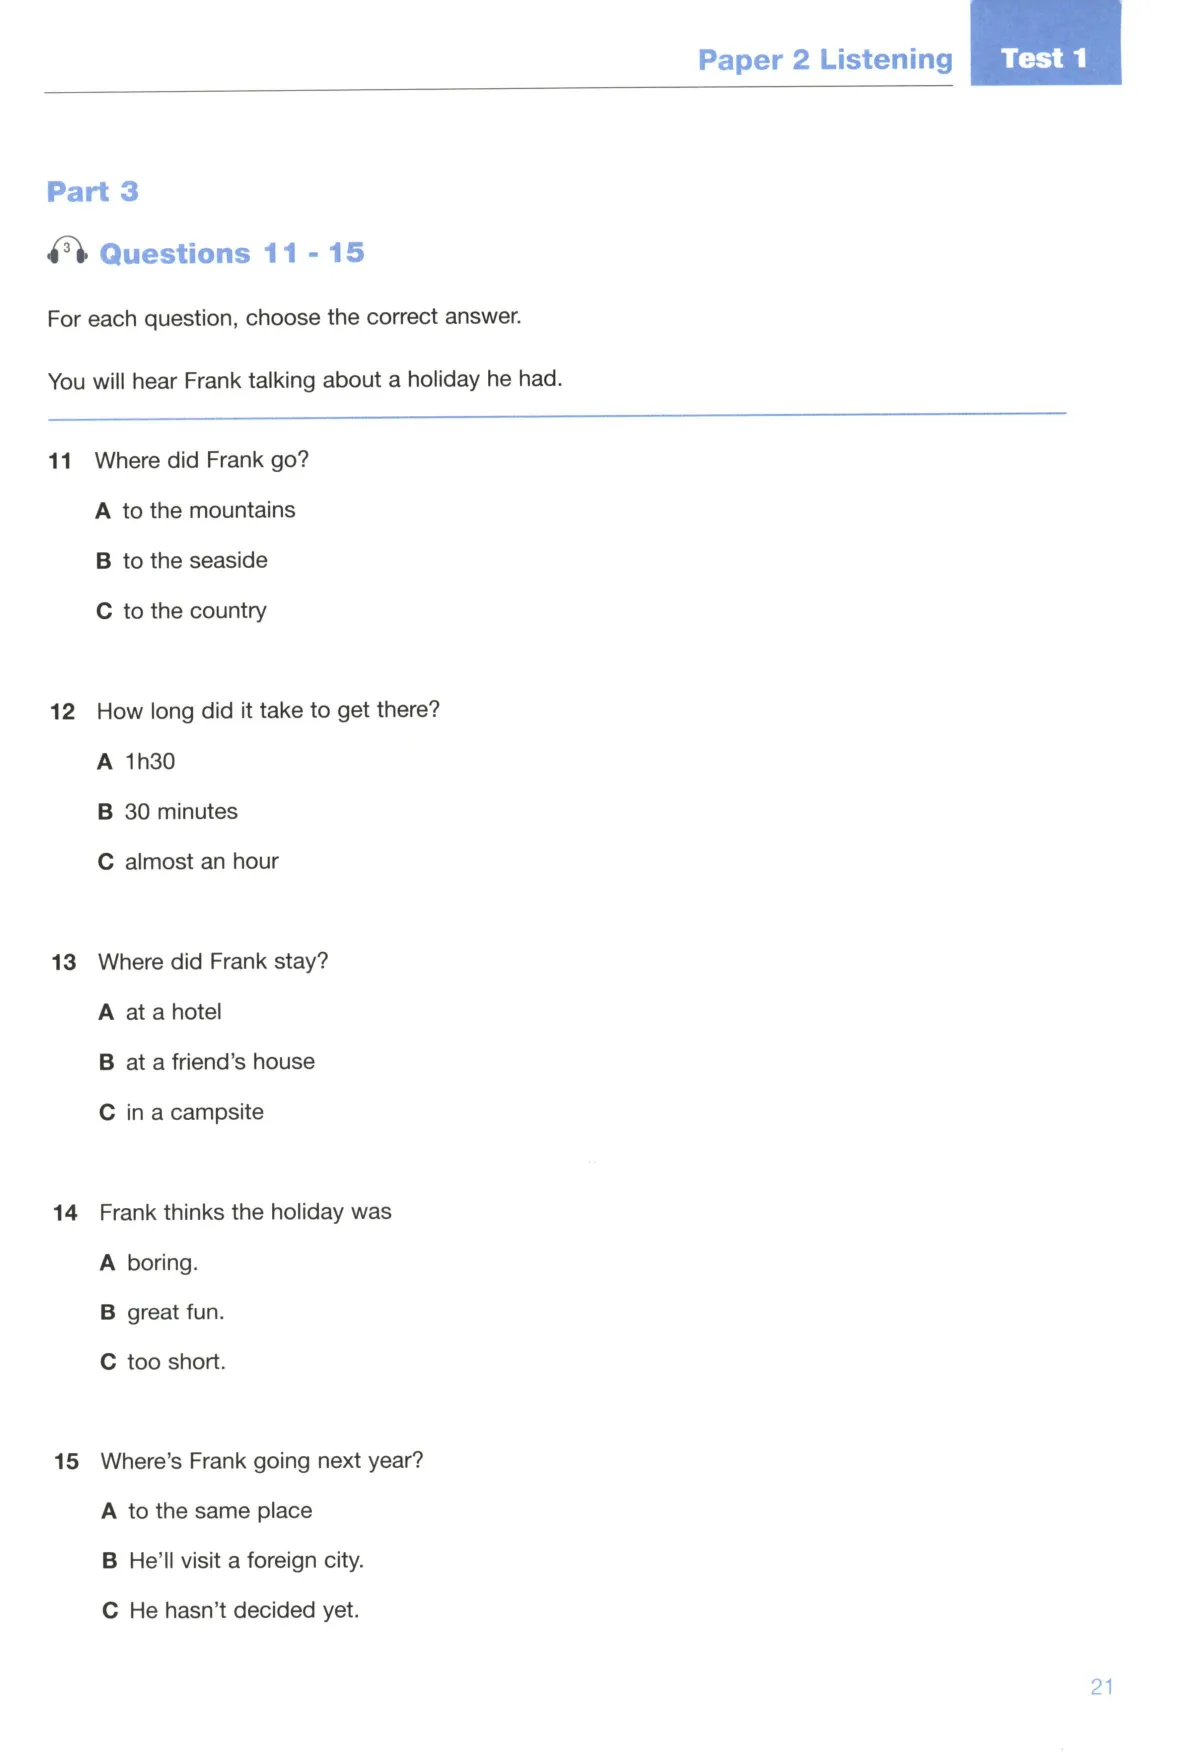 Paper 2 Listening
Test 1
Part 3
3
Questions 11 - 15
For each question, choose the correct answer.
You will hear Frank talking about a holiday he had.
11 Where did Frank go?
A to the mountains
B to the seaside
C to the country
12 How long did it take to get there?
A 1h30
B 30 minutes
C almost an hour
13 Where did Frank stay?
A at a hotel
B at a friend's house
C in a campsite
14 Frank thinks the holiday was
A boring.
B great fun.
C too short.
15 Where's Frank going next year?
A to the same place
B He'll visit a foreign city.
C He hasn't decided yet.
21